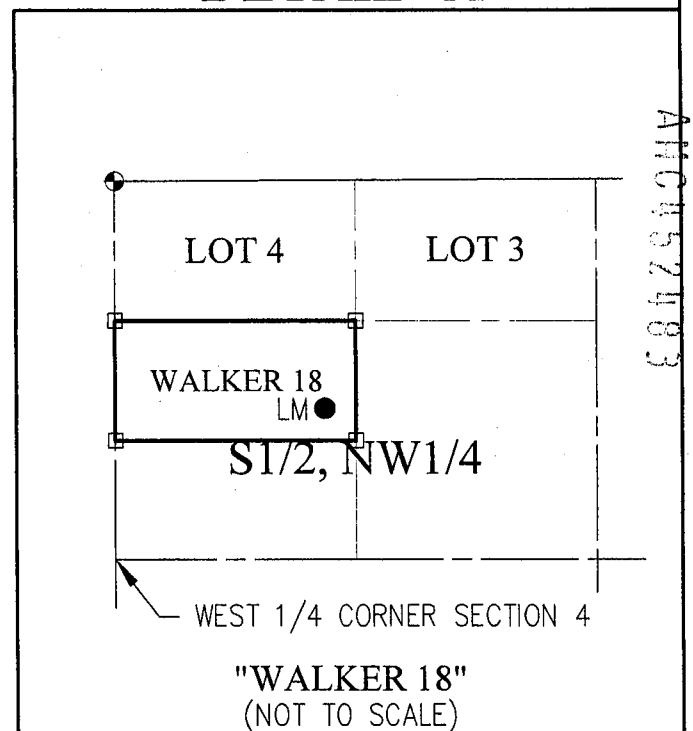 LOT 4
LOT 3
WALKER 18
LM
S1/2, NW1/4
WEST 1/4 CORNER SECTION 4
"WALKER 18"
(NOT TO SCALE)
AMC452483